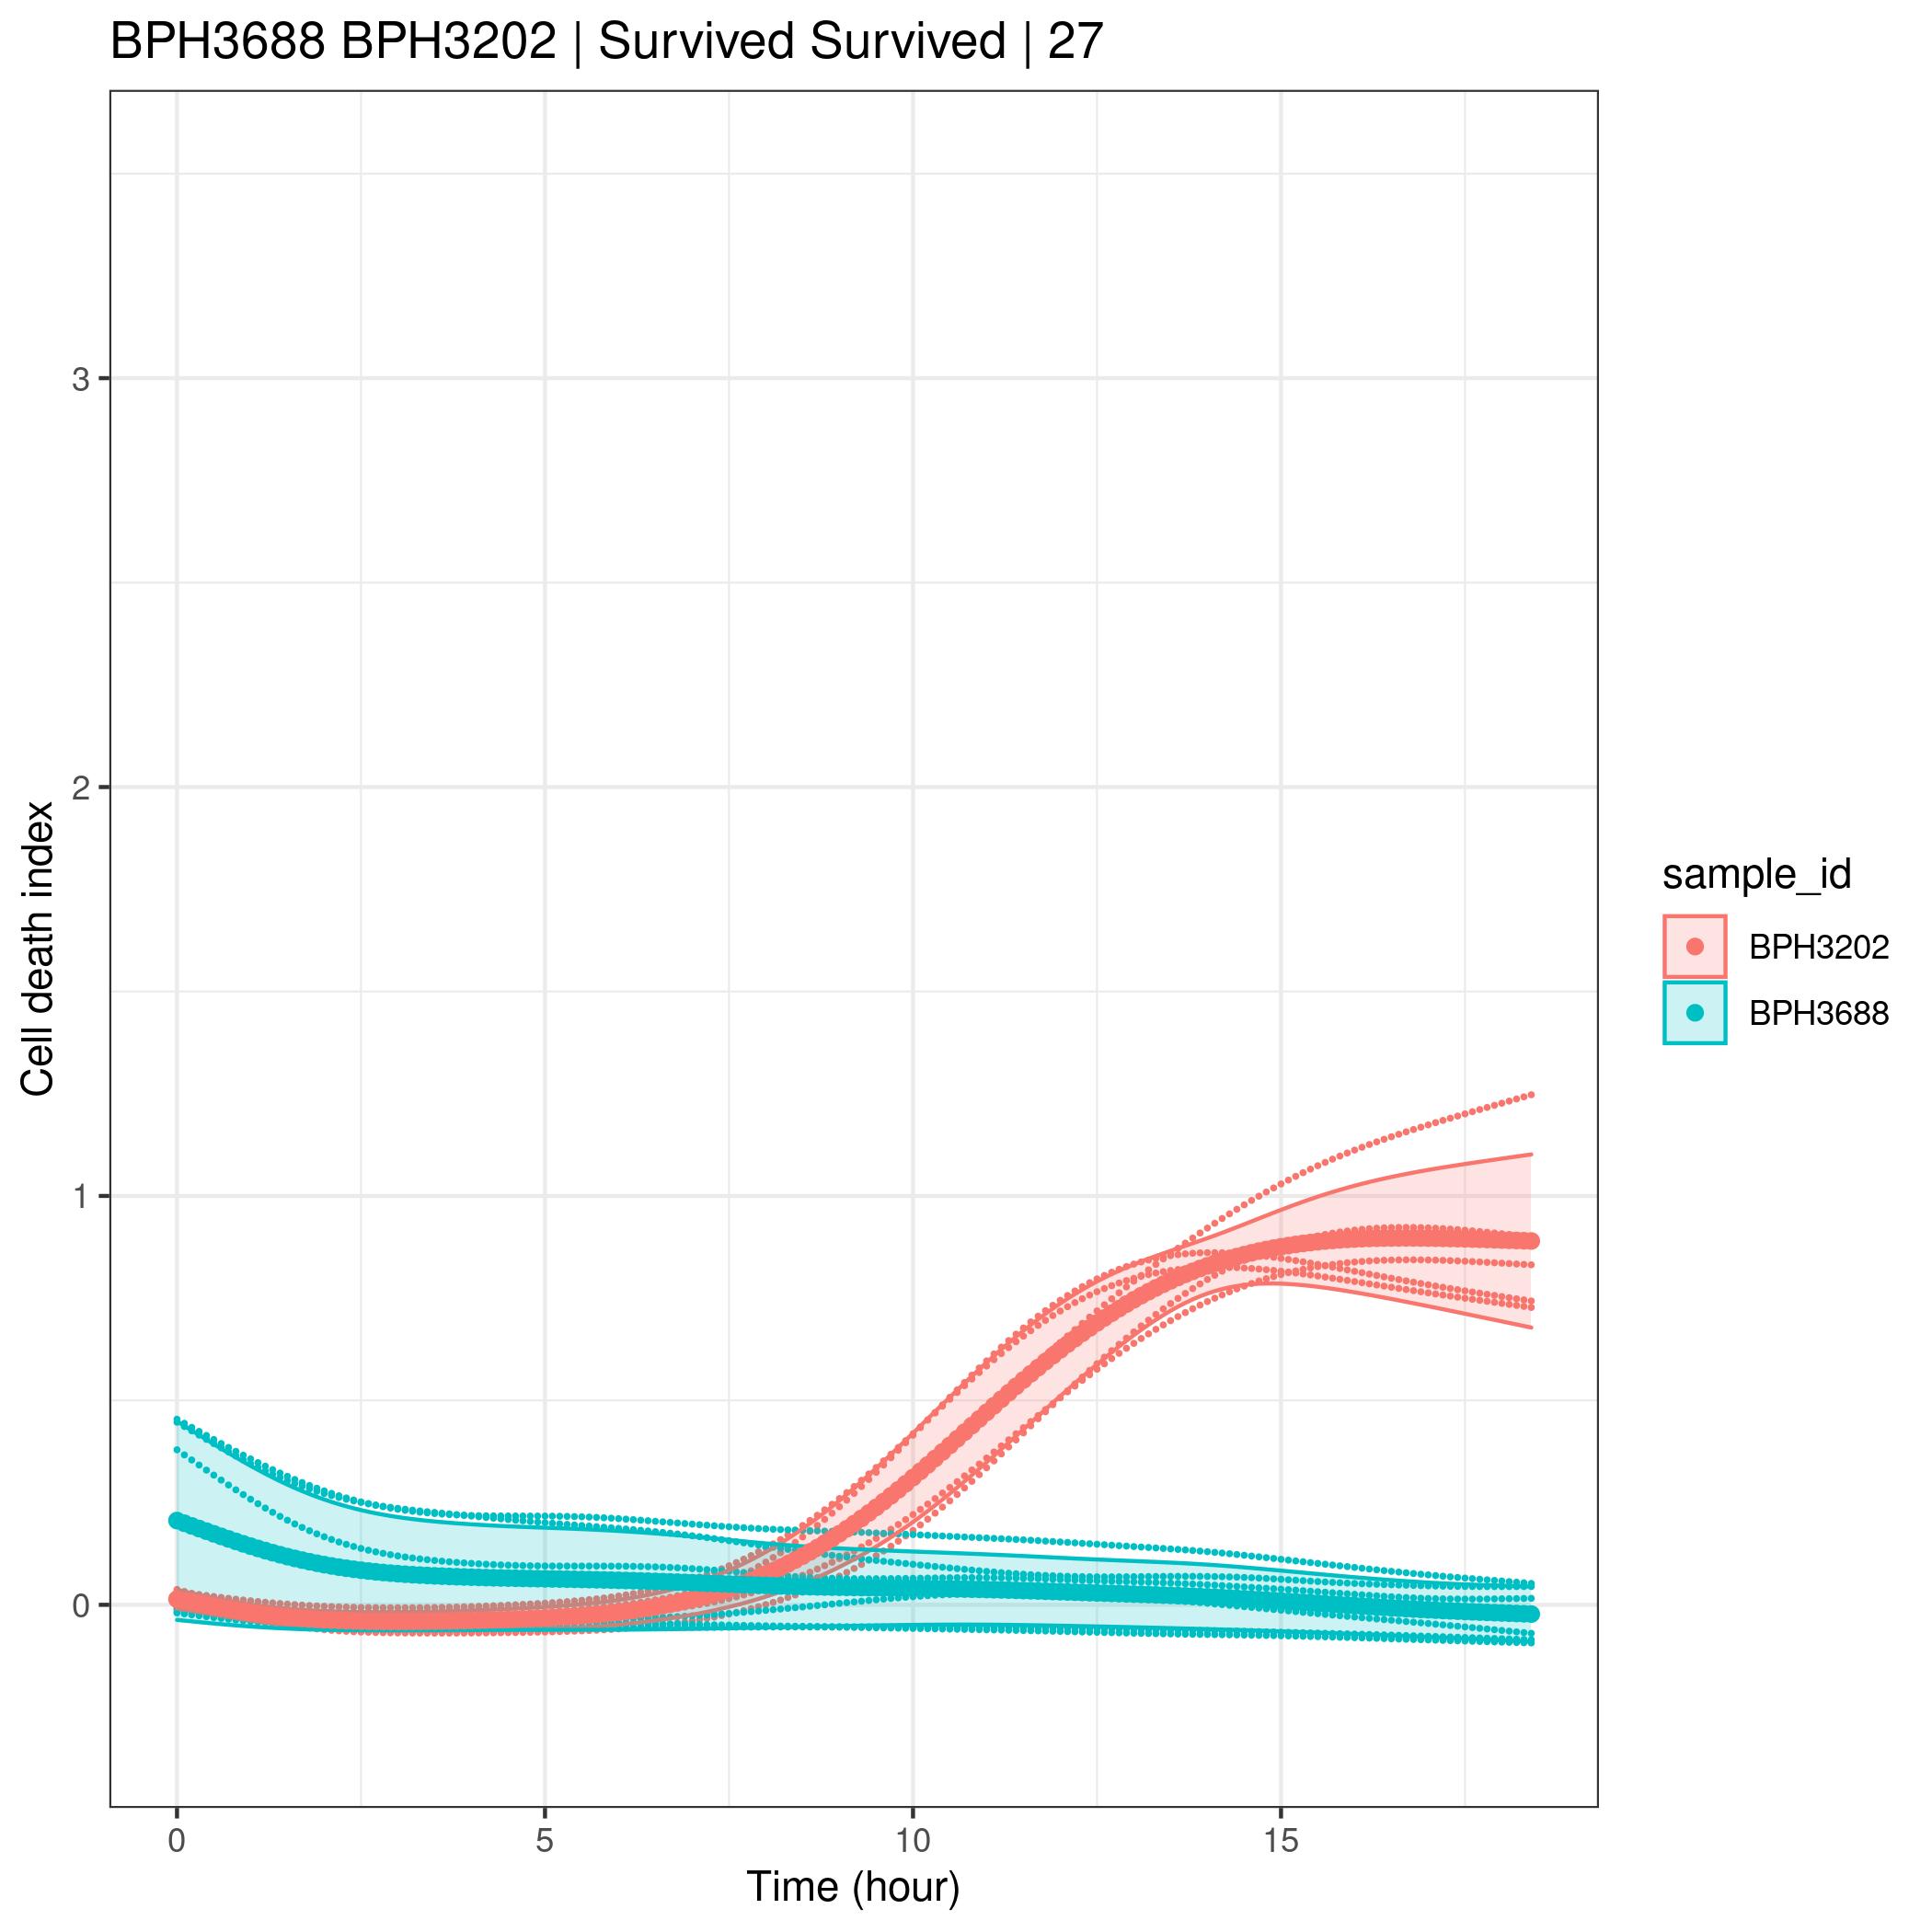 BPH3688 BPH3202 | Survived Survived | 27
3
2
1
0
Cell death index
0 5 10 15
Time (hour)
sample_id
BPH3202
BPH3688